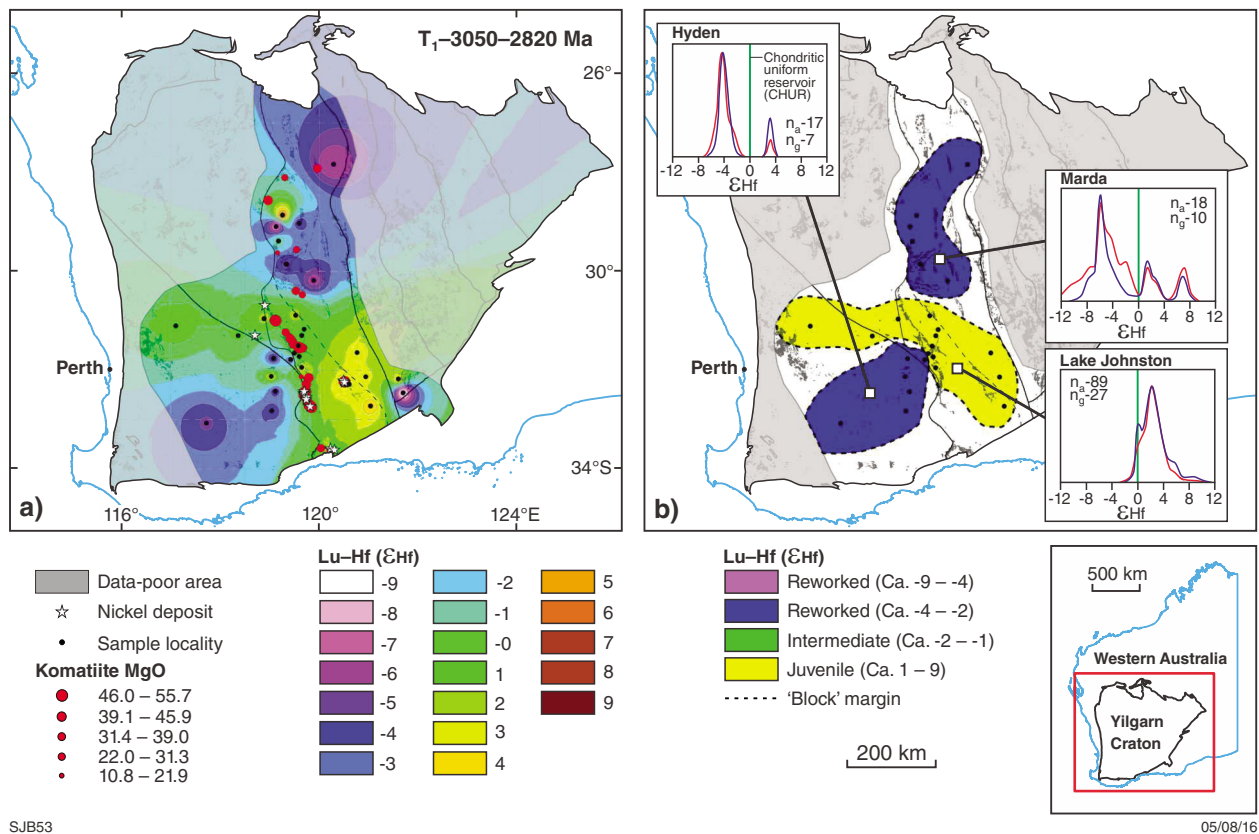 T1–3050–2820 Ma
Perth
a)
116°
120°
124°E
26°
30°
34°S
Hyden
Chondritic
uniform
reservoir
(CHUR)
na-17
ng-7
-12 -8 -4 0 4 8 12
ƐHf
Marda
na-18
ng-10
-12 -8 -4 0 4 8 12
ƐHf
Lake Johnston
na-89
ng-27
-12 -8 -4 0 4 8 12
ƐHf
Perth
b)
Data-poor area
Nickel deposit
Sample locality
Komatiite MgO
46.0 – 55.7
39.1 – 45.9
31.4 – 39.0
22.0 – 31.3
10.8 – 21.9
Lu–Hf (ƐHf)
-9
-8
-7
-6
-5
-4
-3
-2
-1
-0
1
2
3
4
5
6
7
8
9
Lu–Hf (ƐHf)
Reworked (Ca. -9 – -4)
Reworked (Ca. -4 – -2)
Intermediate (Ca. -2 – -1)
Juvenile (Ca. 1 – 9)
'Block' margin
200 km
500 km
Western Australia
Yilgarn
Craton
SJB53
05/08/16